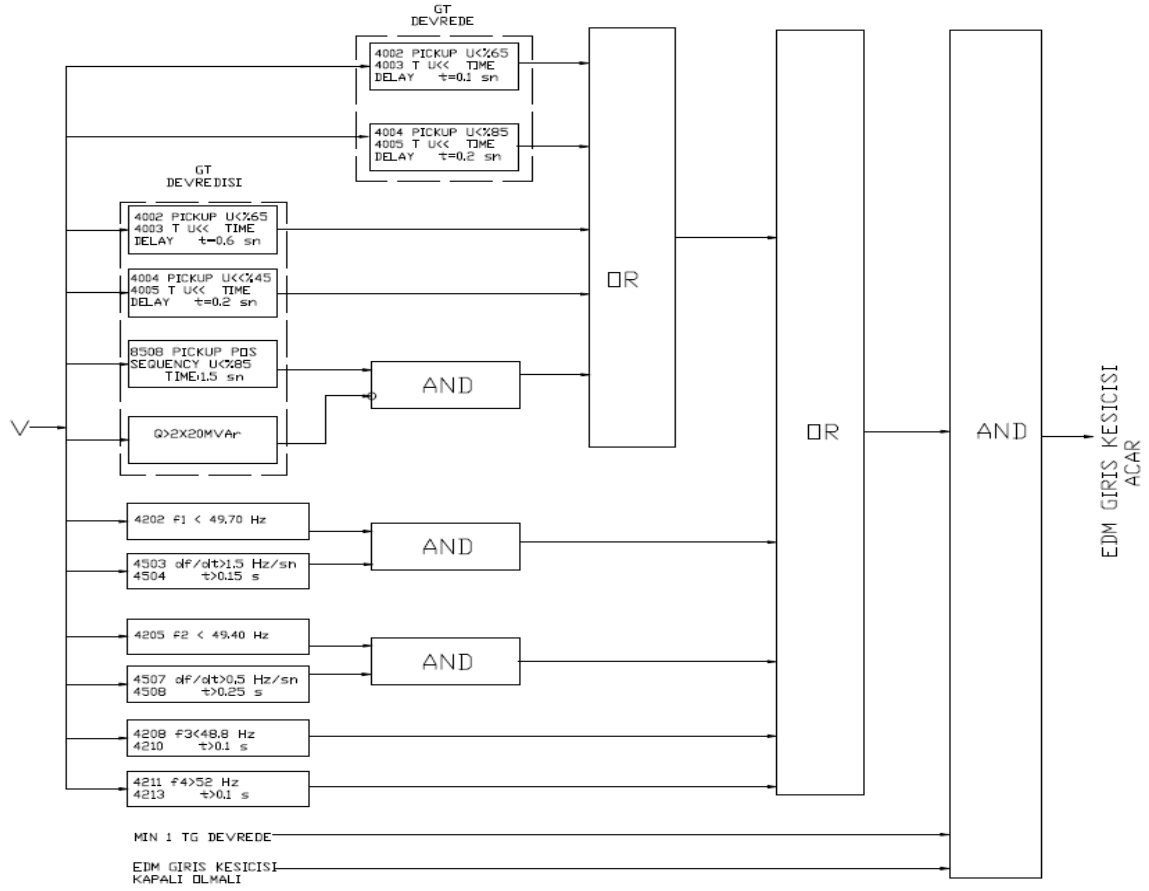 GT
DEVREDE
4002 PICKUP U<%65
4003 T U<< TIME
DELAY t=0.1 sn
4004 PICKUP U<%85
4005 T U<< TIME
DELAY t=0.2 sn
GT
DEVREDISI
4002 PICKUP U<%65
4003 T U<< TIME
DELAY t=0.6 sn
4004 PICKUP U<<%45
4005 T U<< TIME
DELAY t=0.2 sn
8508 PICKUP POS
SEQUENCY U<%85
TIME:1.5 sn
Q>2X20MVAr
AND
OR
V
4202 f1 < 49.70 Hz
4503 df/dt>1.5 Hz/sn
4504 t>0.15 s
AND
4205 f2 < 49.40 Hz
4507 df/dt>0.5 Hz/sn
4508 t>0.25 s
AND
4208 f3<48.8 Hz
4210 t>0.1 s
4211 f4>52 Hz
4213 t>0.1 s
OR
AND
MIN 1 TG DEVREDE
EDM GIRIS KESICISI
KAPALI OLMALI
EDM GIRIS KESICISI
ACAR